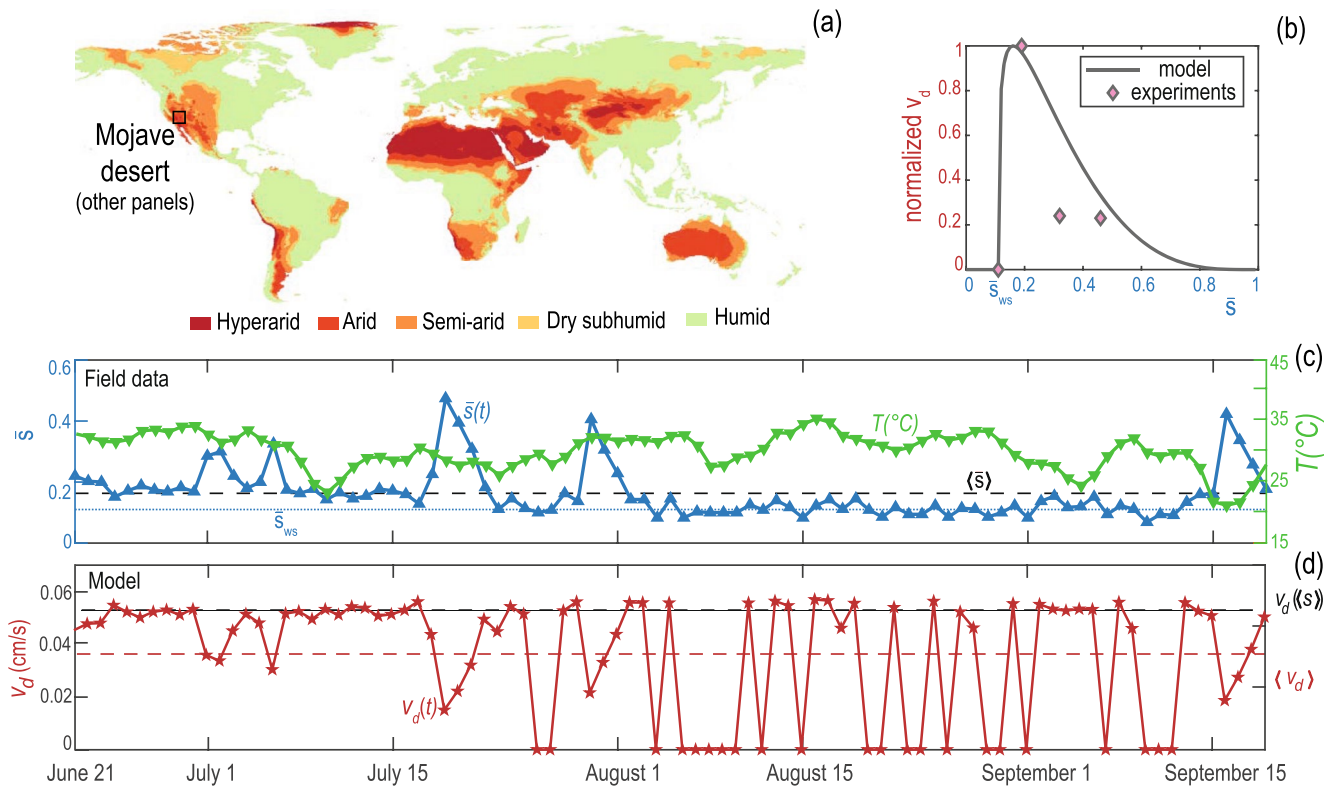 (a)
Mojave
desert
(other panels)
Hyperarid Arid Semi-arid Dry subhumid Humid
(b)
normalized v_d
1
0.8
0.6
0.4
0.2
0
model
experiments
0 s̄_ws 0.2 0.4 0.6 0.8 1
s̄
(c)
Field data
0.6
0.4
0.2
0
s̄
s̄(t)
T(°C)
⟨s̄⟩
s̄_ws
45
35
25
15
T(°C)
(d)
Model
0.06
0.04
0.02
0
v_d (cm/s)
v_d(t)
v_d(⟨s⟩)
⟨v_d⟩
June 21 July 1 July 15 August 1 August 15 September 1 September 15